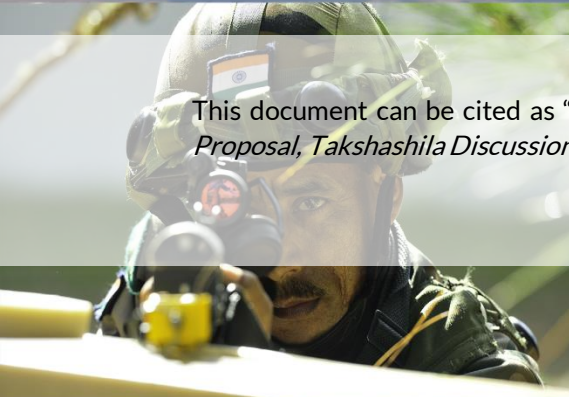 This document can be cited as “
Proposal, Takshashila Discussion